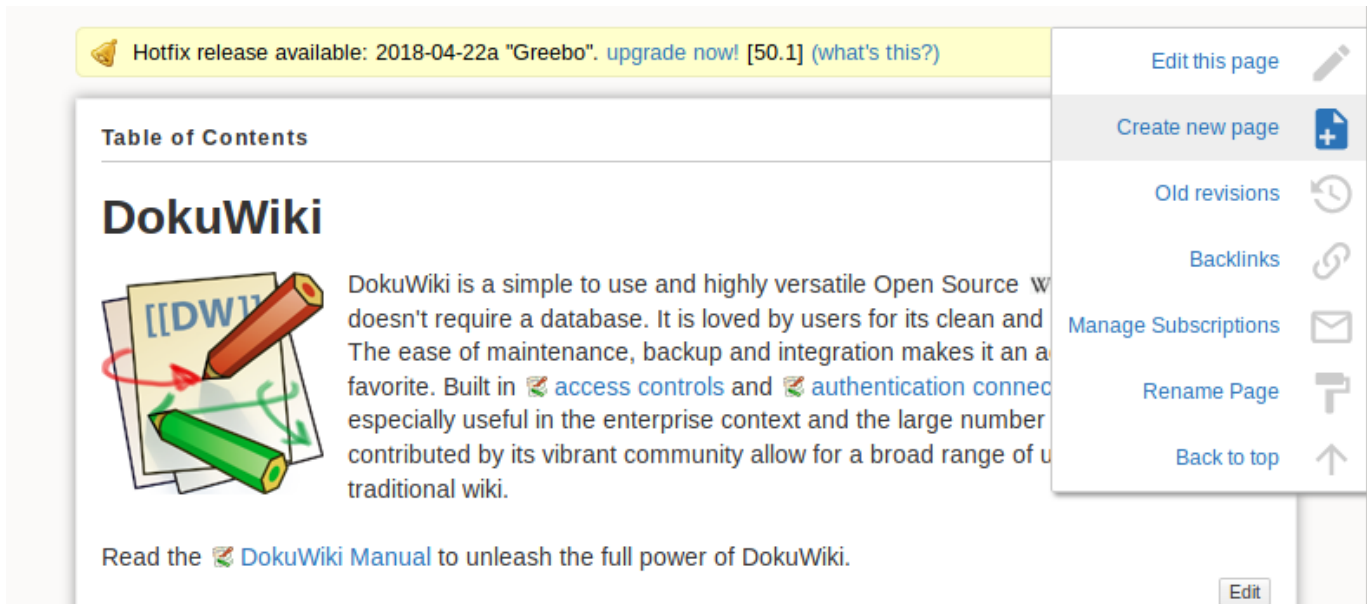 Hotfix release available: 2018-04-22a "Greebo". upgrade now! [50.1] (what's this?)
Edit this page
Create new page
Old revisions
Backlinks
Manage Subscriptions
Rename Page
Back to top
Table of Contents
DokuWiki
[[DW]]
DokuWiki is a simple to use and highly versatile Open Source W
doesn't require a database. It is loved by users for its clean and
The ease of maintenance, backup and integration makes it an
favorite. Built in access controls and authentication
especially useful in the enterprise context and the large number
contributed by its vibrant community allow for a broad range of
traditional wiki.
Read the DokuWiki Manual to unleash the full power of DokuWiki.
Edit